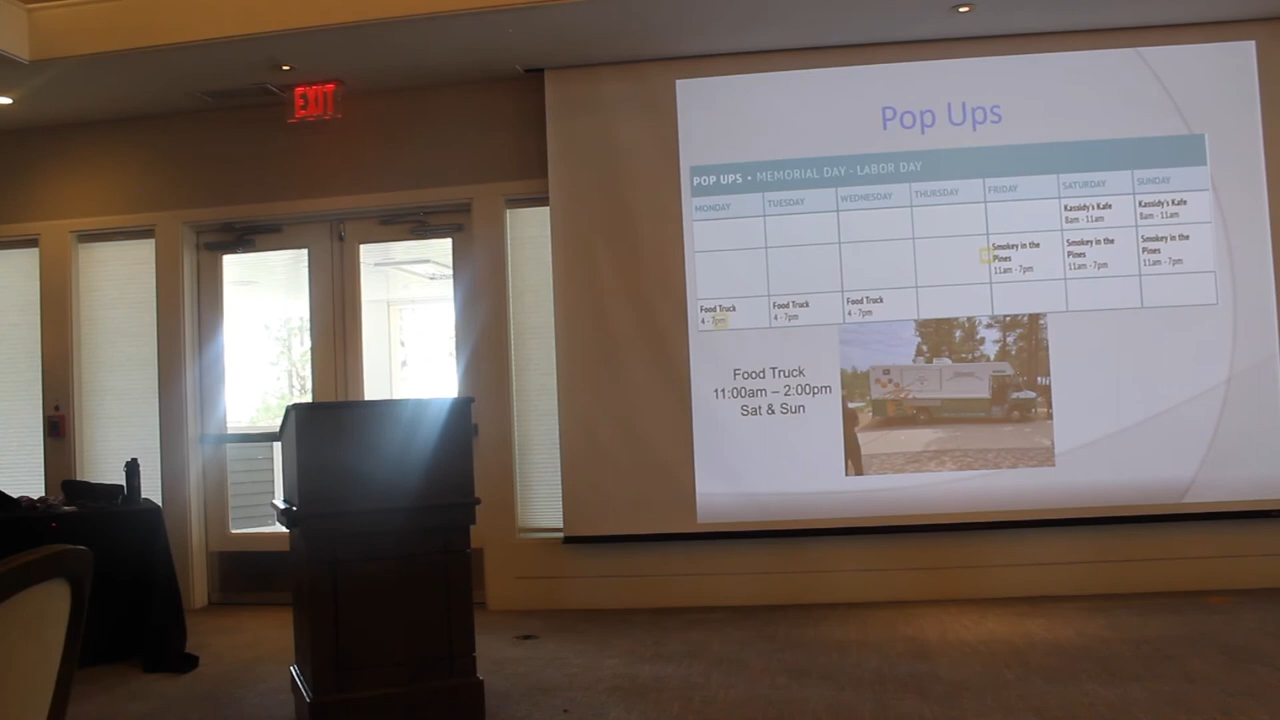 EXIT
Pop Ups
POP UPS • MEMORIAL DAY - LABOR DAY
MONDAY TUESDAY WEDNESDAY THURSDAY FRIDAY SATURDAY SUNDAY
Kassidy's Kafe Kassidy's Kafe
8am - 11am 8am - 11am
Smokey in the Smokey in the Smokey in the
Pines Pines Pines
11am - 7pm 11am - 7pm 11am - 7pm
Food Truck Food Truck Food Truck
4 - 7pm 4 - 7pm 4 - 7pm
Food Truck
11:00am – 2:00pm
Sat & Sun